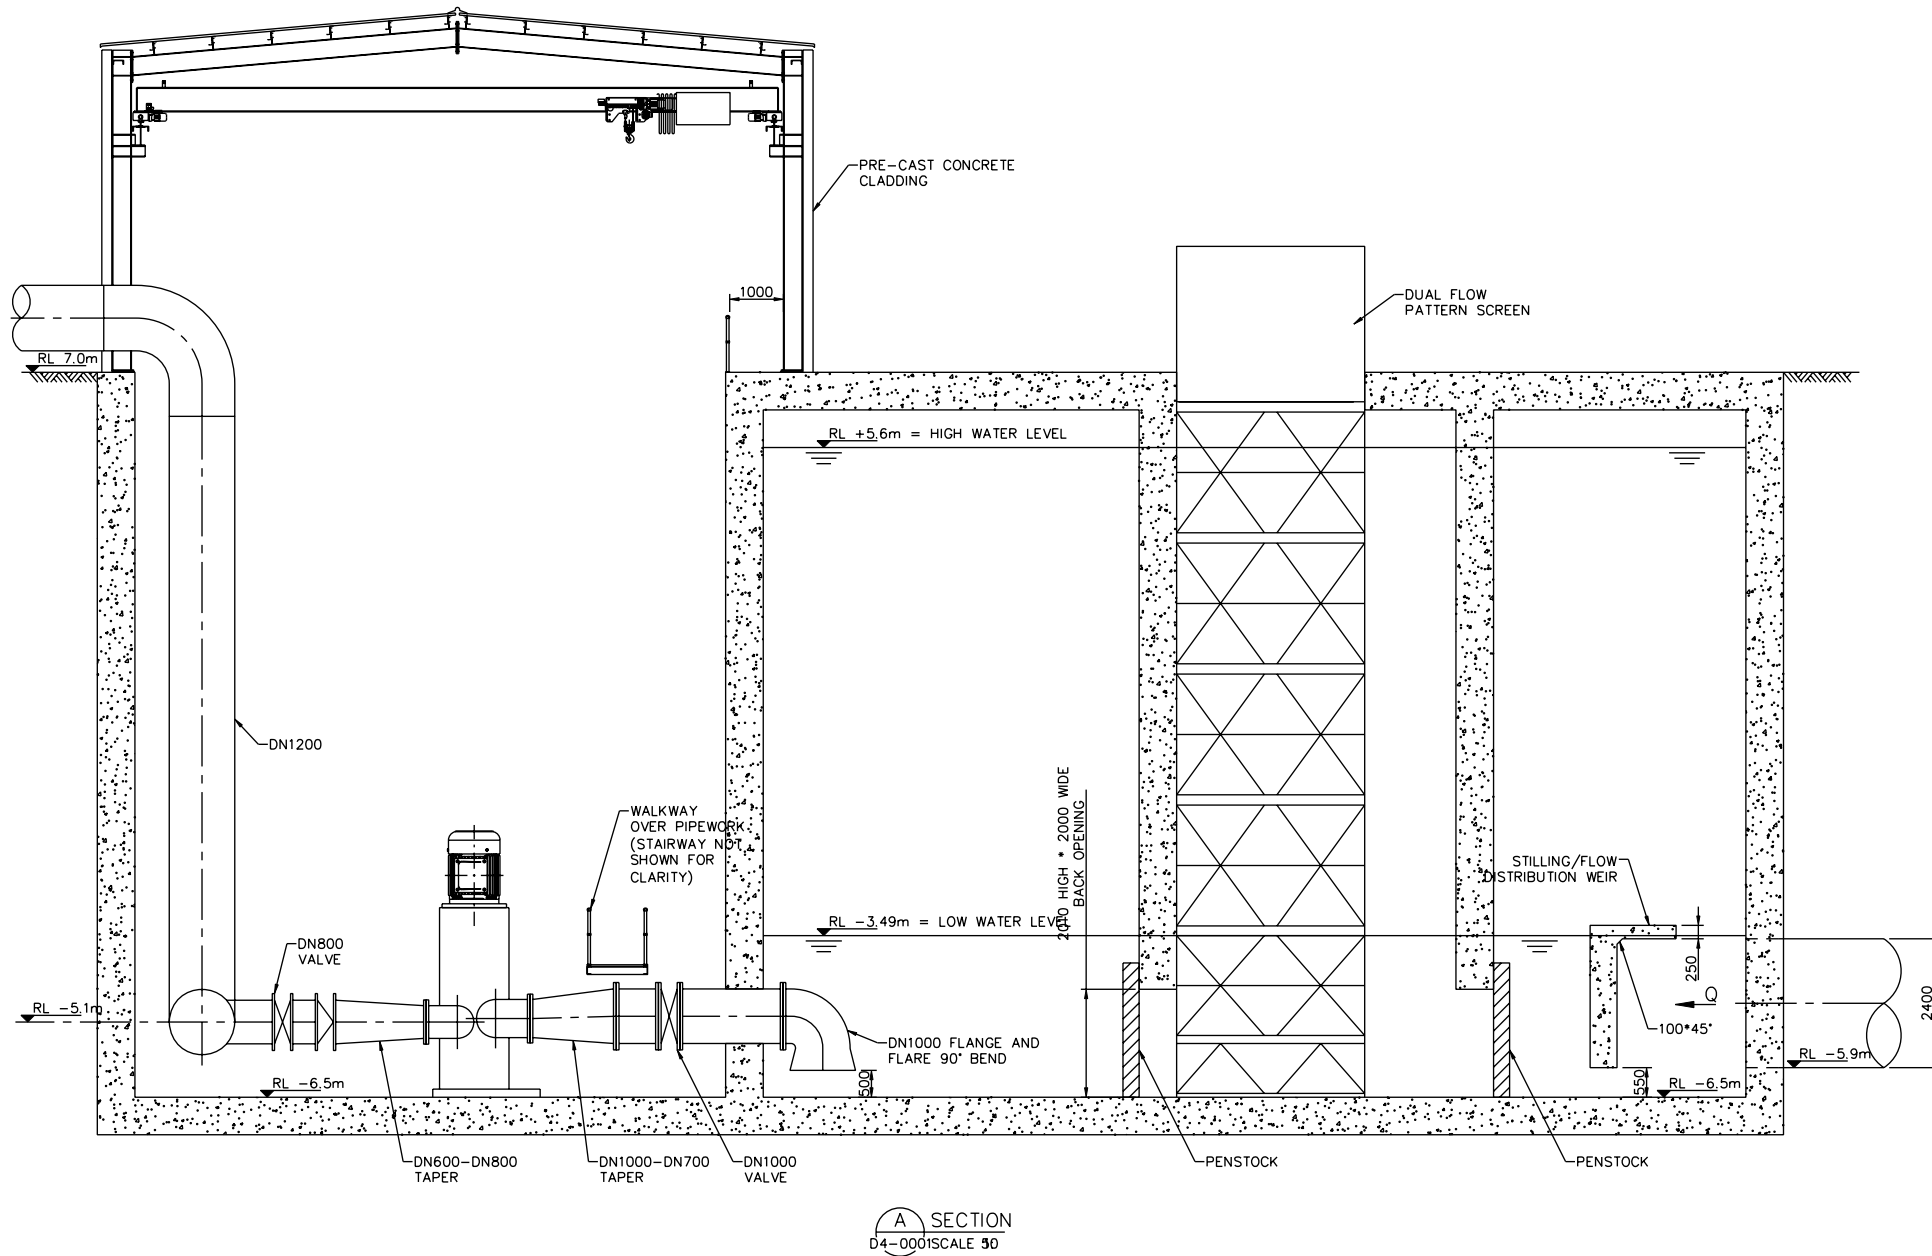 PRE-CAST CONCRETE
CLADDING
1000
DUAL FLOW
PATTERN SCREEN
RL 7.0m
RL +5.6m = HIGH WATER LEVEL
DN1200
WALKWAY
OVER PIPEWORK
(STAIRWAY NOT
SHOWN FOR
CLARITY)
HIGH * 2000 WIDE
BACK OPENING
STILLING/FLOW
DISTRIBUTION WEIR
RL -3.49m = LOW WATER LEVEL
DN800
VALVE
250
Q
2400
RL -5.1m
100*45°
DN1000 FLANGE AND
FLARE 90° BEND
RL -5.9m
RL -6.5m
500
550
RL -6.5m
DN600-DN800
TAPER
DN1000-DN700
TAPER
DN1000
VALVE
PENSTOCK
PENSTOCK
A SECTION
D4-0001 SCALE